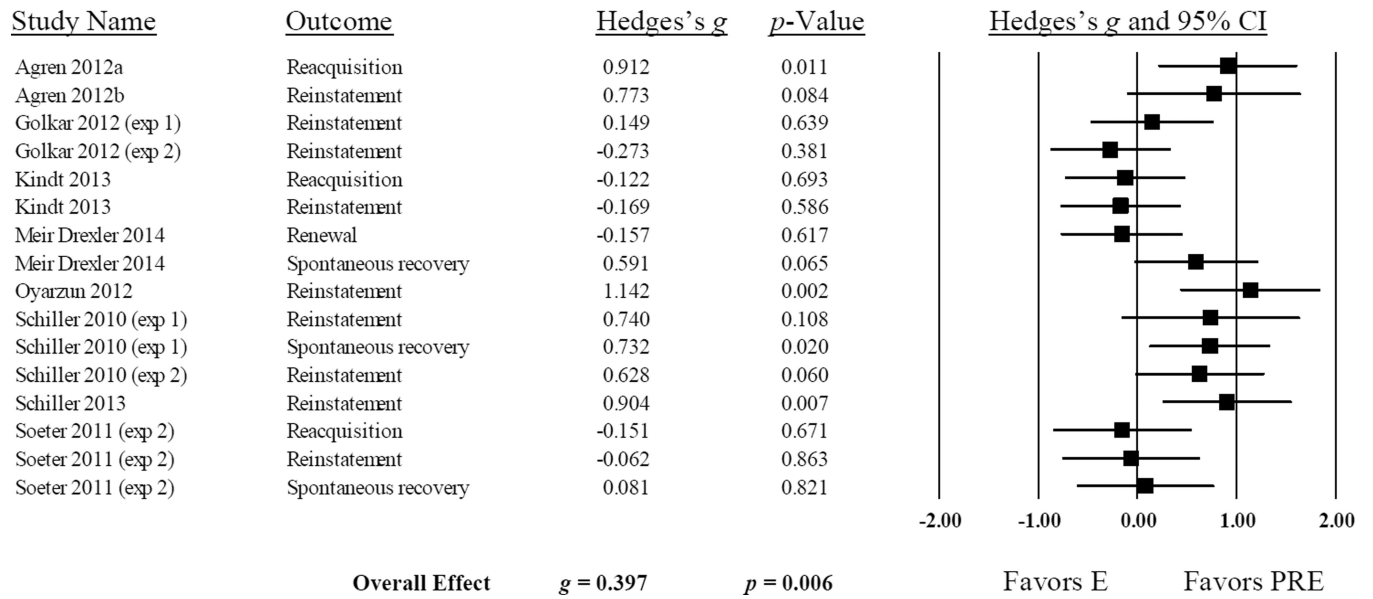 Study Name Outcome Hedges's g p-Value Hedges's g and 95% CI
Agren 2012a Reacquisition 0.912 0.011
Agren 2012b Reinstatement 0.773 0.084
Golkar 2012 (exp 1) Reinstatement 0.149 0.639
Golkar 2012 (exp 2) Reinstatement -0.273 0.381
Kindt 2013 Reacquisition -0.122 0.693
Kindt 2013 Reinstatement -0.169 0.586
Meir Drexler 2014 Renewal -0.157 0.617
Meir Drexler 2014 Spontaneous recovery 0.591 0.065
Oyarzun 2012 Reinstatement 1.142 0.002
Schiller 2010 (exp 1) Reinstatement 0.740 0.108
Schiller 2010 (exp 1) Spontaneous recovery 0.732 0.020
Schiller 2010 (exp 2) Reinstatement 0.628 0.060
Schiller 2013 Reinstatement 0.904 0.007
Soeter 2011 (exp 2) Reacquisition -0.151 0.671
Soeter 2011 (exp 2) Reinstatement -0.062 0.863
Soeter 2011 (exp 2) Spontaneous recovery 0.081 0.821
-2.00 -1.00 0.00 1.00 2.00
Overall Effect g = 0.397 p = 0.006 Favors E Favors PRE